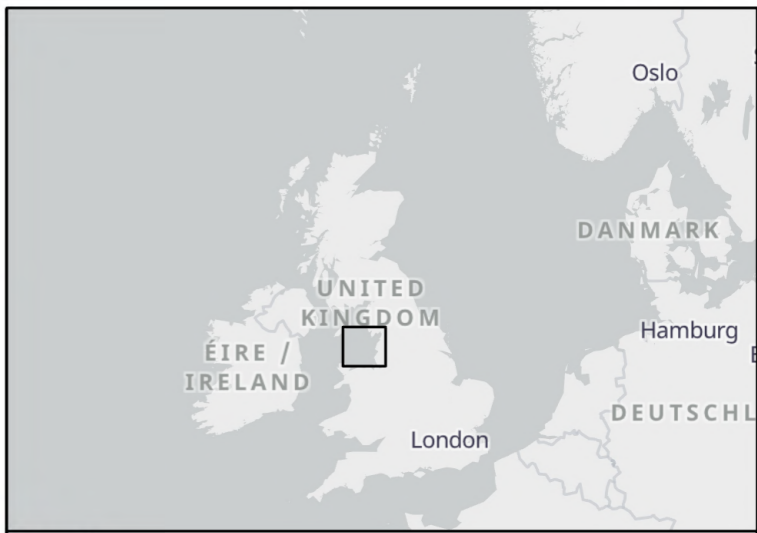 Oslo
DANMARK
UNITED
KINGDOM
Hamburg
ÉIRE /
IRELAND
DEUTSCHL
London